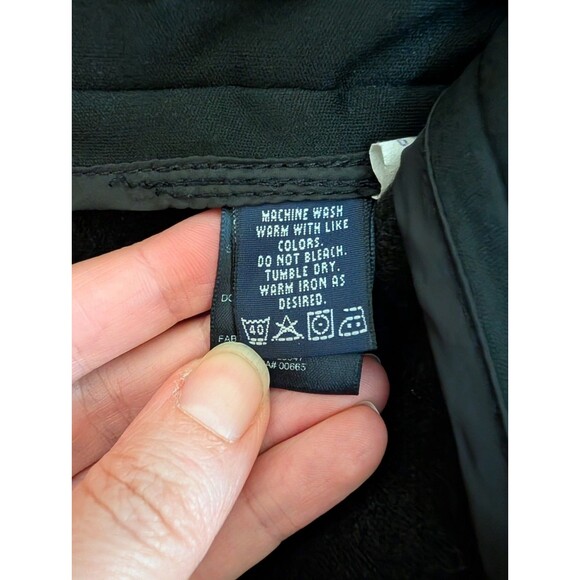 MACHINE WASH
WARM WITH LIKE
COLORS.
DO NOT BLEACH.
TUMBLE DRY.
WARM IRON AS
DESIRED.
40